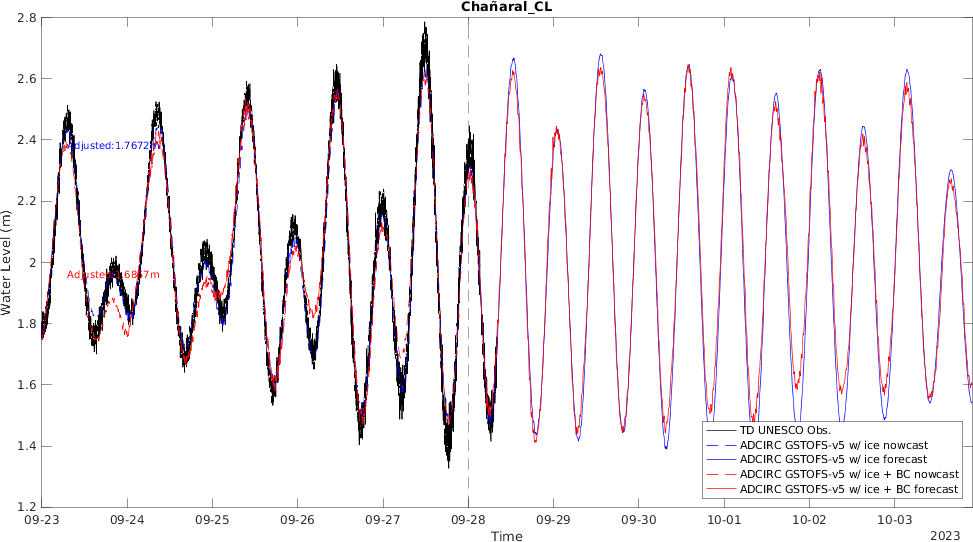 Chañaral_CL
2.8
2.6
2.4
2.2
2
1.8
1.6
1.4
1.2
Water Level (m)
Adjusted:1.7672
Adjusted
TD UNESCO Obs.
ADCIRC GSTOFS-v5 w/ ice nowcast
ADCIRC GSTOFS-v5 w/ ice forecast
ADCIRC GSTOFS-v5 w/ ice + BC nowcast
ADCIRC GSTOFS-v5 w/ ice + BC forecast
09-23 09-24 09-25 09-26 09-27 09-28 09-29 09-30 10-01 10-02 10-03
Time
2023